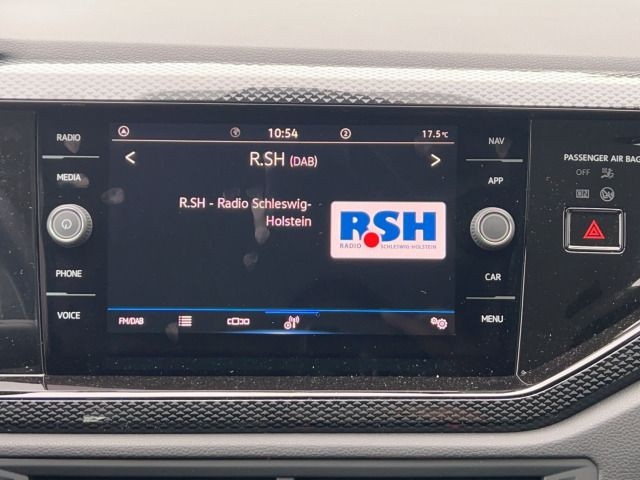 RADIO
MEDIA
PHONE
VOICE
10:54
2
17.5°C
< R.SH (DAB) >
R.SH - Radio Schleswig-
Holstein
R.SH
RADIO SCHLESWIG-HOLSTEIN
FM/DAB
NAV
APP
CAR
MENU
PASSENGER AIR BAG
OFF